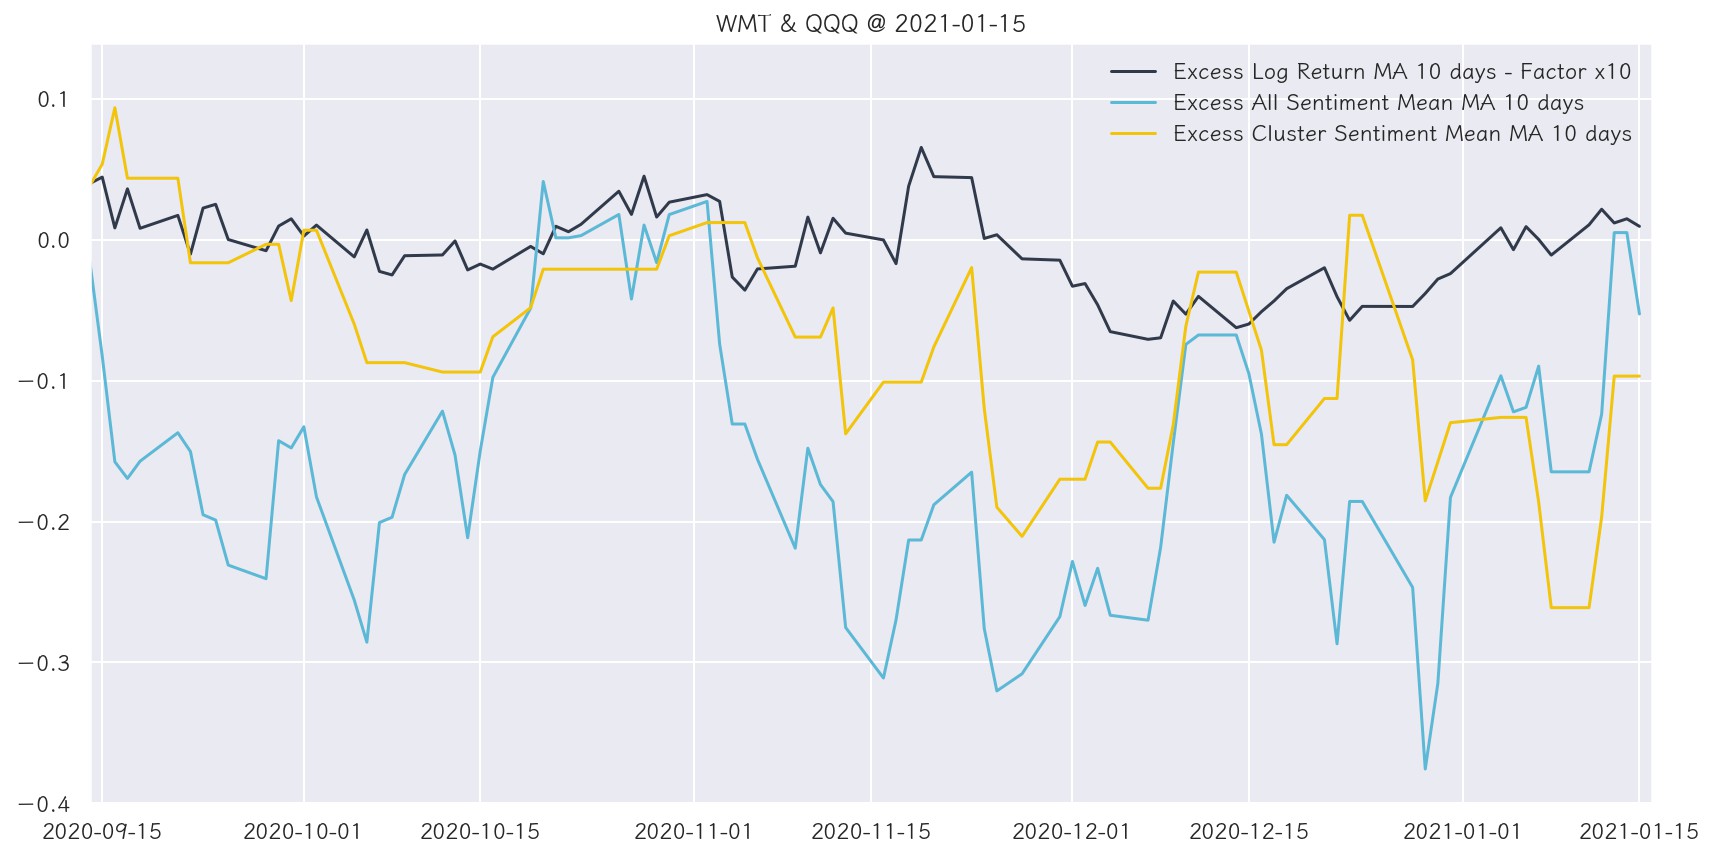 WMT & QQQ @ 2021-01-15
Excess Log Return MA 10 days - Factor x10
Excess All Sentiment Mean MA 10 days
Excess Cluster Sentiment Mean MA 10 days
0.1
0.0
−0.1
−0.2
−0.3
−0.4
2020-09-15 2020-10-01 2020-10-15 2020-11-01 2020-11-15 2020-12-01 2020-12-15 2021-01-01 2021-01-15